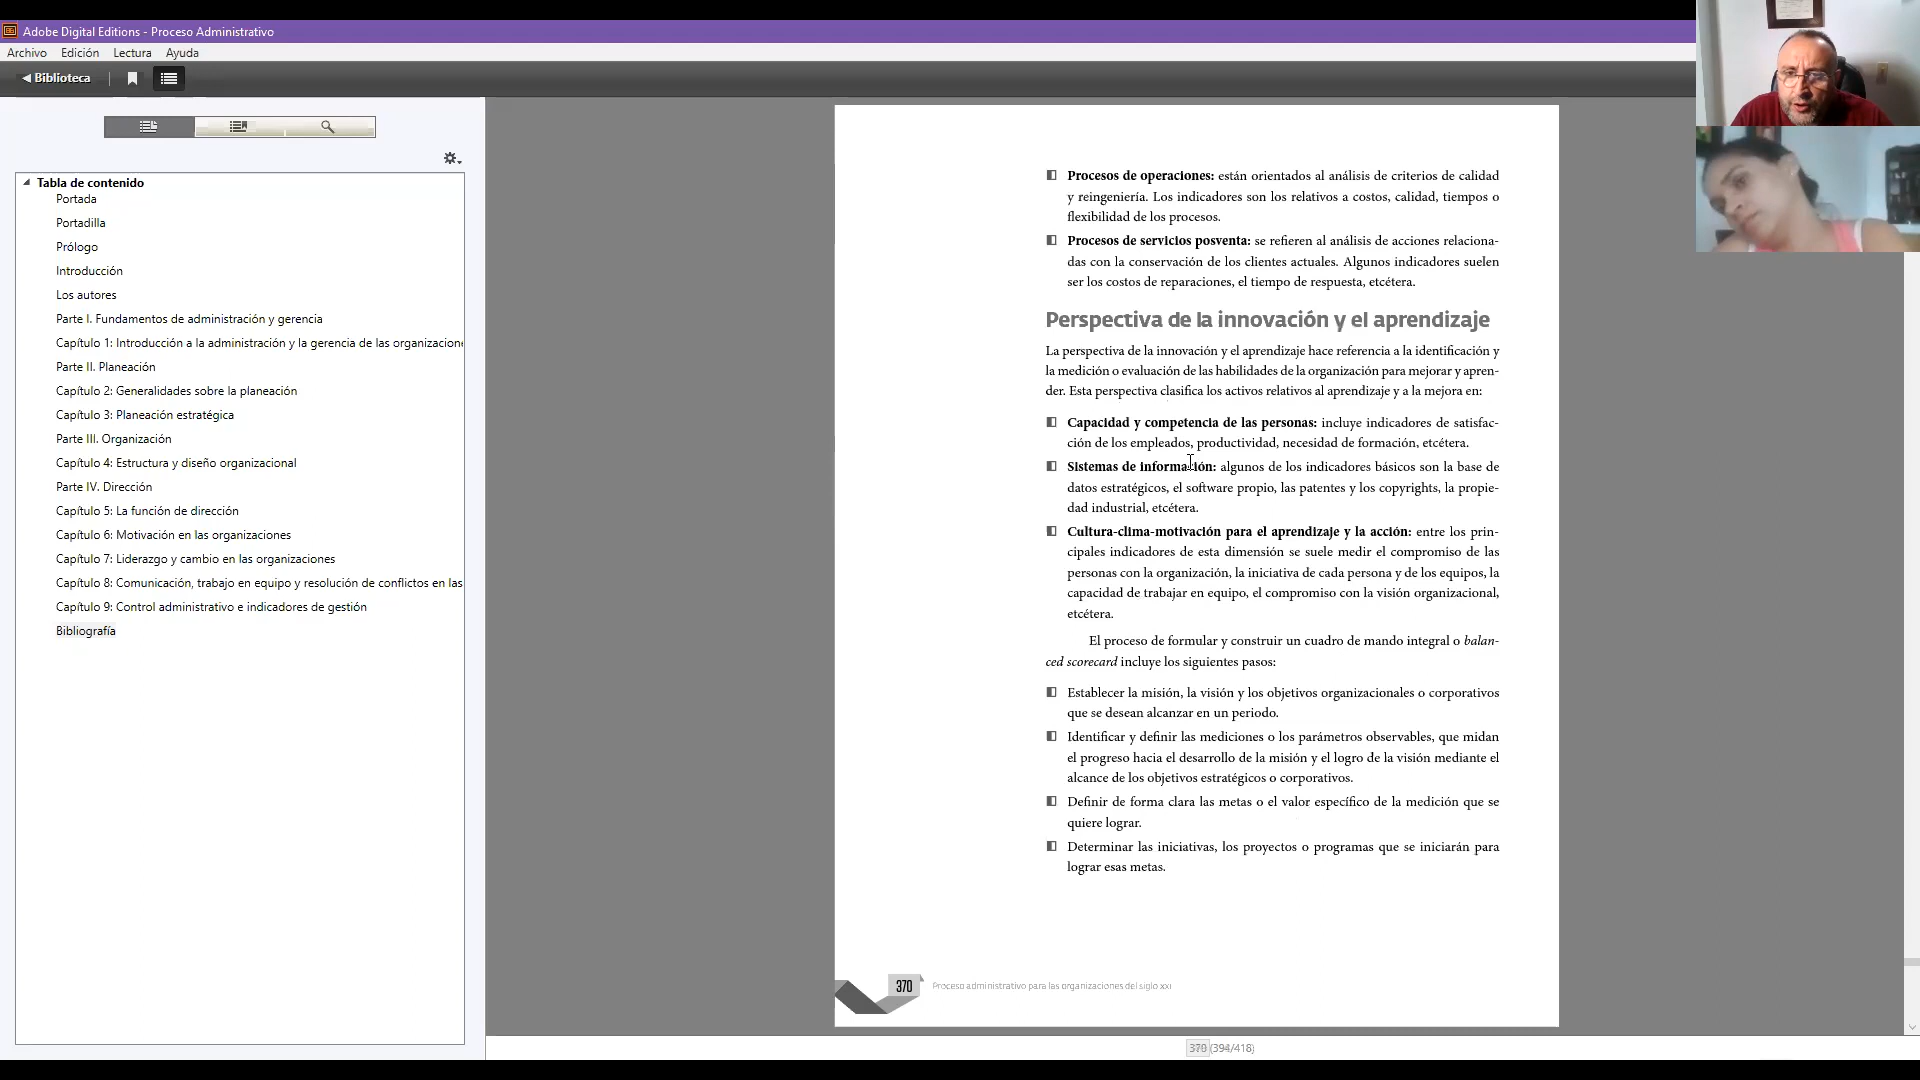 Adobe Digital Editions - Proceso Administrativo
Archivo Edición Lectura Ayuda
Biblioteca
Tabla de contenido
Portada
Portadilla
Prólogo
Introducción
Los autores
Parte I. Fundamentos de administración y gerencia
Capítulo 1: Introducción a la administración y la gerencia de las organizacione
Parte II. Planeación
Capítulo 2: Generalidades sobre la planeación
Capítulo 3: Planeación estratégica
Parte III. Organización
Capítulo 4: Estructura y diseño organizacional
Parte IV. Dirección
Capítulo 5: La función de dirección
Capítulo 6: Motivación en las organizaciones
Capítulo 7: Liderazgo y cambio en las organizaciones
Capítulo 8: Comunicación, trabajo en equipo y resolución de conflictos en las
Capítulo 9: Control administrativo e indicadores de gestión
Bibliografía
Procesos de operaciones: están orientados al análisis de criterios de calidad
y reingeniería. Los indicadores son los relativos a costos, calidad, tiempos o
flexibilidad de los procesos.
Procesos de servicios posventa: se refieren al análisis de acciones relaciona-
das con la conservación de los clientes actuales. Algunos indicadores suelen
ser los costos de reparaciones, el tiempo de respuesta, etcétera.
Perspectiva de la innovación y el aprendizaje
La perspectiva de la innovación y el aprendizaje hace referencia a la identificación y
la medición o evaluación de las habilidades de la organización para mejorar y apren-
der. Esta perspectiva clasifica los activos relativos al aprendizaje y a la mejora en:
Capacidad y competencia de las personas: incluye indicadores de satisfac-
ción de los empleados, productividad, necesidad de formación, etcétera.
Sistemas de información: algunos de los indicadores básicos son la base de
datos estratégicos, el software propio, las patentes y los copyrights, la propie-
dad industrial, etcétera.
Cultura-clima-motivación para el aprendizaje y la acción: entre los prin-
cipales indicadores de esta dimensión se suele medir el compromiso de las
personas con la organización, la iniciativa de cada persona y de los equipos, la
capacidad de trabajar en equipo, el compromiso con la visión organizacional,
etcétera.
El proceso de formular y construir un cuadro de mando integral o balan-
ced scorecard incluye los siguientes pasos:
Establecer la misión, la visión y los objetivos organizacionales o corporativos
que se desean alcanzar en un periodo.
Identificar y definir las mediciones o los parámetros observables, que midan
el progreso hacia el desarrollo de la misión y el logro de la visión mediante el
alcance de los objetivos estratégicos o corporativos.
Definir de forma clara las metas o el valor específico de la medición que se
quiere lograr.
Determinar las iniciativas, los proyectos o programas que se iniciarán para
lograr esas metas.
370 Proceso administrativo para las organizaciones del siglo XXI
370 (394/418)